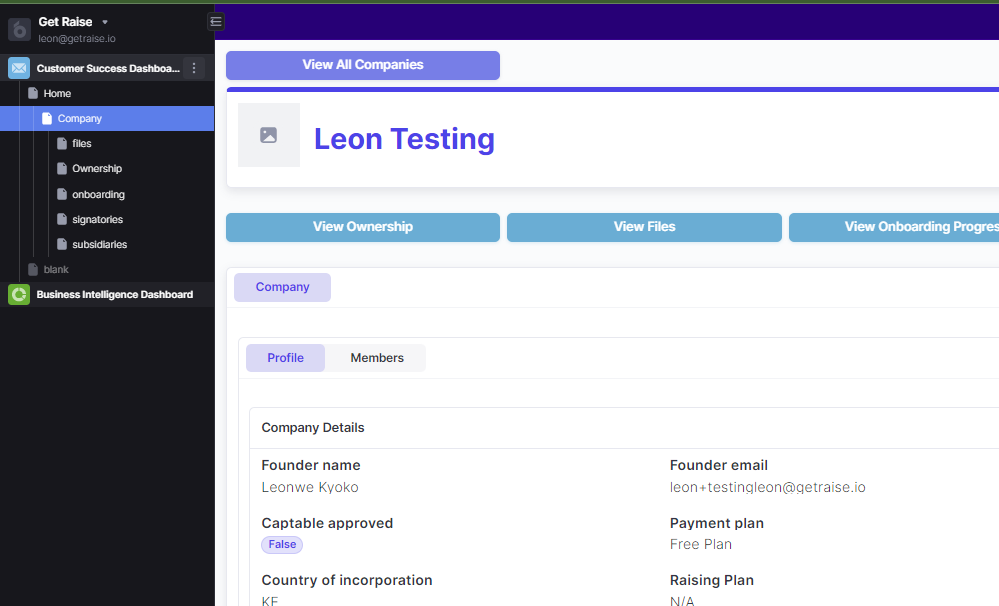 Get Raise
leon@getraise.io
Customer Success Dashboa...
Home
Company
files
Ownership
onboarding
signatories
subsidiaries
blank
Business Intelligence Dashboard
View All Companies
Leon Testing
View Ownership
View Files
View Onboarding Progres
Company
Profile
Members
Company Details
Founder name
Leonwe Kyoko
Founder email
leon+testingleon@getraise.io
Captable approved
False
Payment plan
Free Plan
Country of incorporation
KE
Raising Plan
N/A